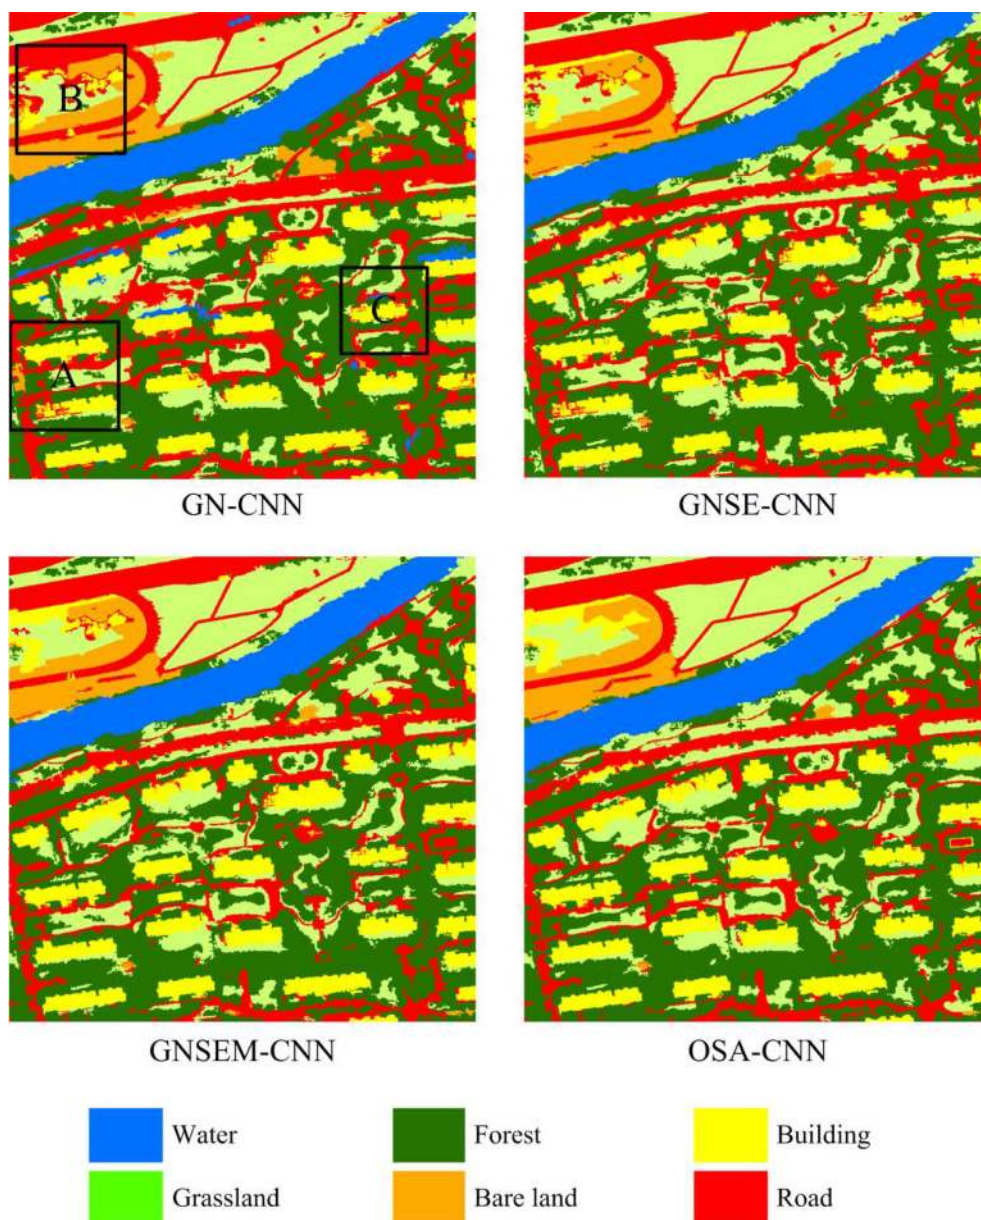 B
C
A
GN-CNN
GNSE-CNN
GNSEM-CNN
OSA-CNN
Water
Forest
Building
Grassland
Bare land
Road